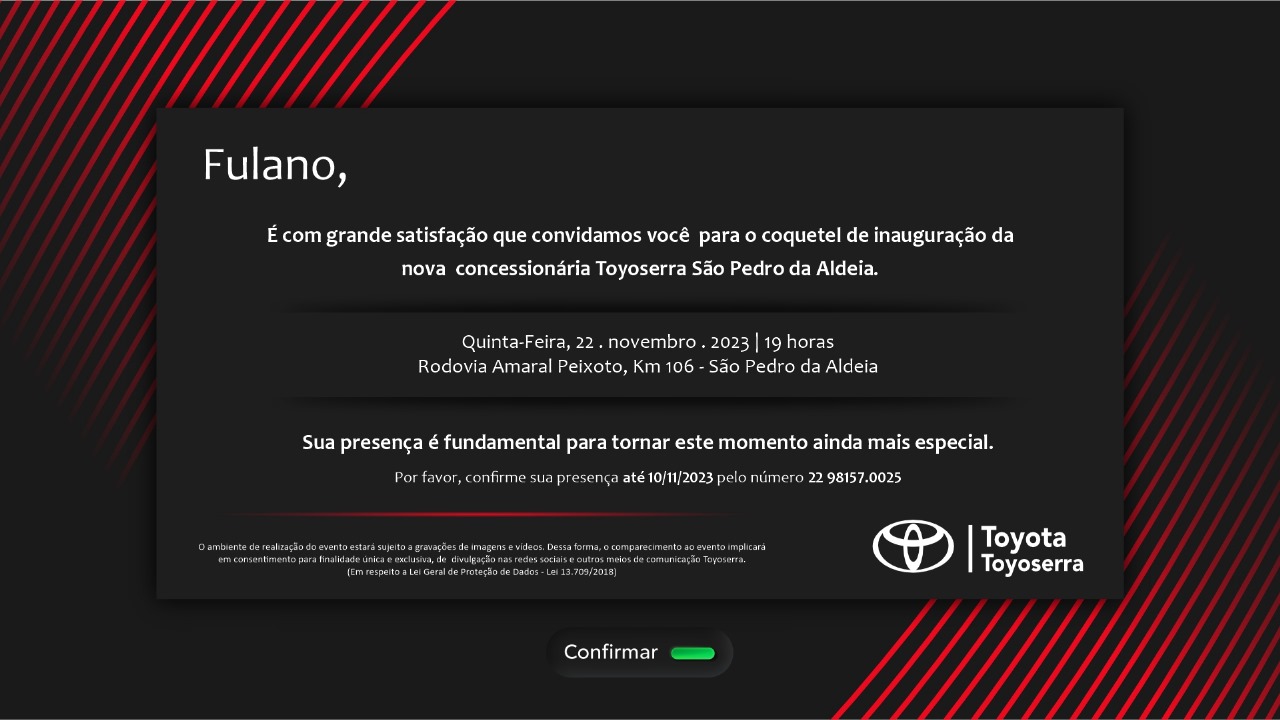 Fulano,
É com grande satisfação que convidamos você  para o coquetel de inauguração da
nova  concessionária Toyoserra São Pedro da Aldeia.
Quinta-Feira, 22 . novembro . 2023 | 19 horas
Rodovia Amaral Peixoto, Km 106 - São Pedro da Aldeia
Sua presença é fundamental para tornar este momento ainda mais especial.
Por favor, confirme sua presença até 10/11/2023 pelo número 22 98157.0025
O ambiente de realização do evento estará sujeito a gravações de imagens e vídeos. Dessa forma, o comparecimento ao evento implicará
em consentimento para finalidade única e exclusiva, de  divulgação nas redes sociais e outros meios de comunicação Toyoserra.
(Em respeito a Lei Geral de Proteção de Dados - Lei 13.709/2018)
Toyota
Toyoserra
Confirmar